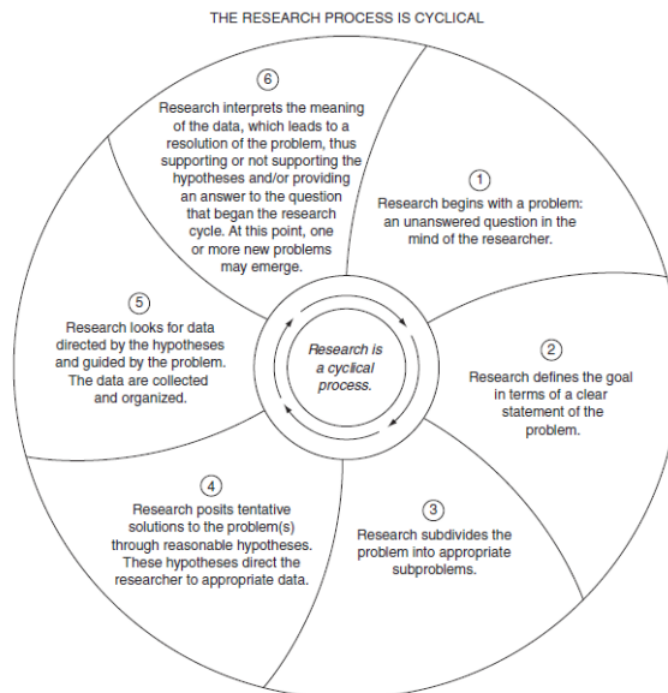 THE RESEARCH PROCESS IS CYCLICAL
6
Research interprets the meaning
of the data, which leads to a
resolution of the problem, thus
supporting or not supporting the
hypotheses and/or providing
an answer to the question
that began the research
cycle. At this point, one
or more new problems
may emerge.
1
Research begins with a problem:
an unanswered question in the
mind of the researcher.
5
Research looks for data
directed by the hypotheses
and guided by the problem.
The data are collected
and organized.
Research is
a cyclical
process.
2
Research defines the goal
in terms of a clear
statement of the
problem.
4
Research posits tentative
solutions to the problem(s)
through reasonable hypotheses.
These hypotheses direct the
researcher to appropriate data.
3
Research subdivides the
problem into appropriate
subproblems.